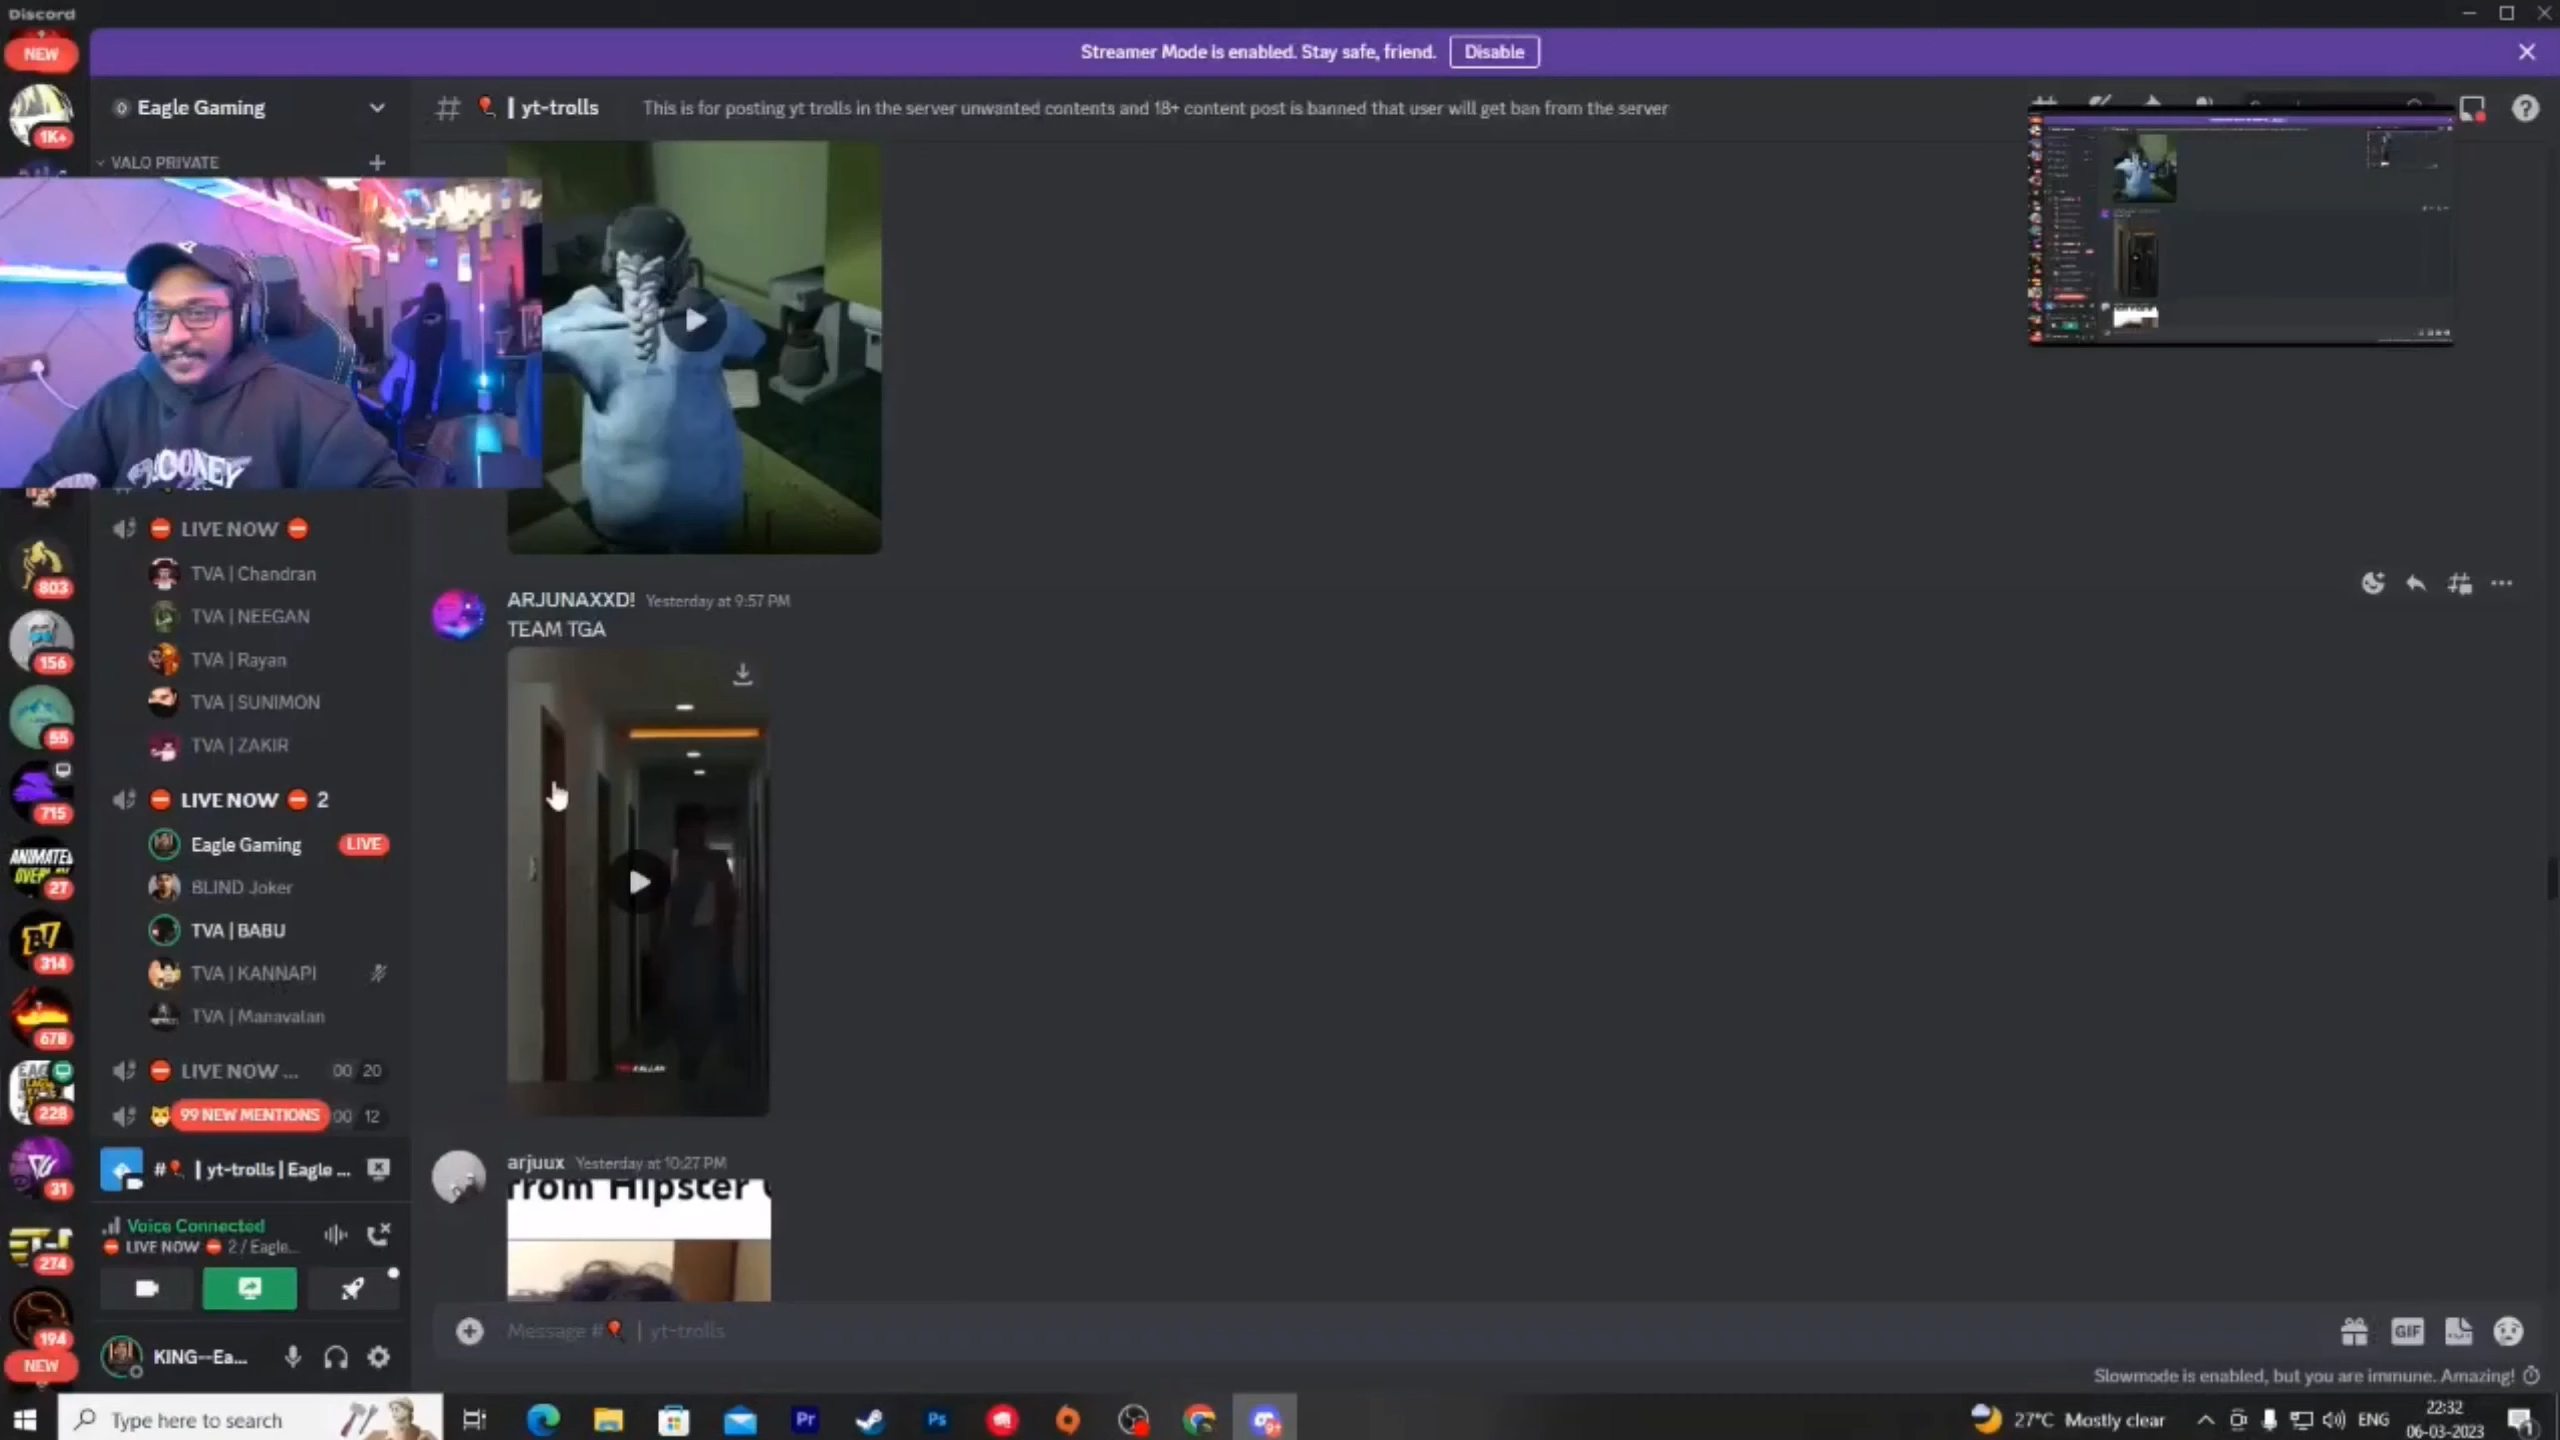 Discord
NEW
Streamer Mode is enabled. Stay safe, friend. Disable
Eagle Gaming
| yt-trolls This is for posting yt trolls in the server unwanted contents and 18+ content post is banned that user will get ban from the server
1K+
VALO PRIVATE
LIVE NOW
TVA | Chandran
803
ARJUNAXXD! Yesterday at 9:57 PM
TVA | NEEGAN
TEAM TGA
TVA | Rayan
156
TVA | SUNIMON
55
TVA | ZAKIR
LIVE NOW 2
715
Eagle Gaming LIVE
ANIMATED
27
BLIND Joker
TVA | BABU
314
TVA | KANNAPI
TVA | Manavalan
678
LIVE NOW ... 00 20
228
99 NEW MENTIONS 00 12
# | yt-trolls | Eagle ...
31
arjuux Yesterday at 10:27 PM
from Hipster
Voice Connected
LIVE NOW 2 / Eagle...
274
194
Message # | yt-trolls
GIF
NEW
KING--Ea...
Slowmode is enabled, but you are immune. Amazing!
Type here to search
Pr
Ps
9+
27°C Mostly clear
ENG
22:32
06-03-2023
1